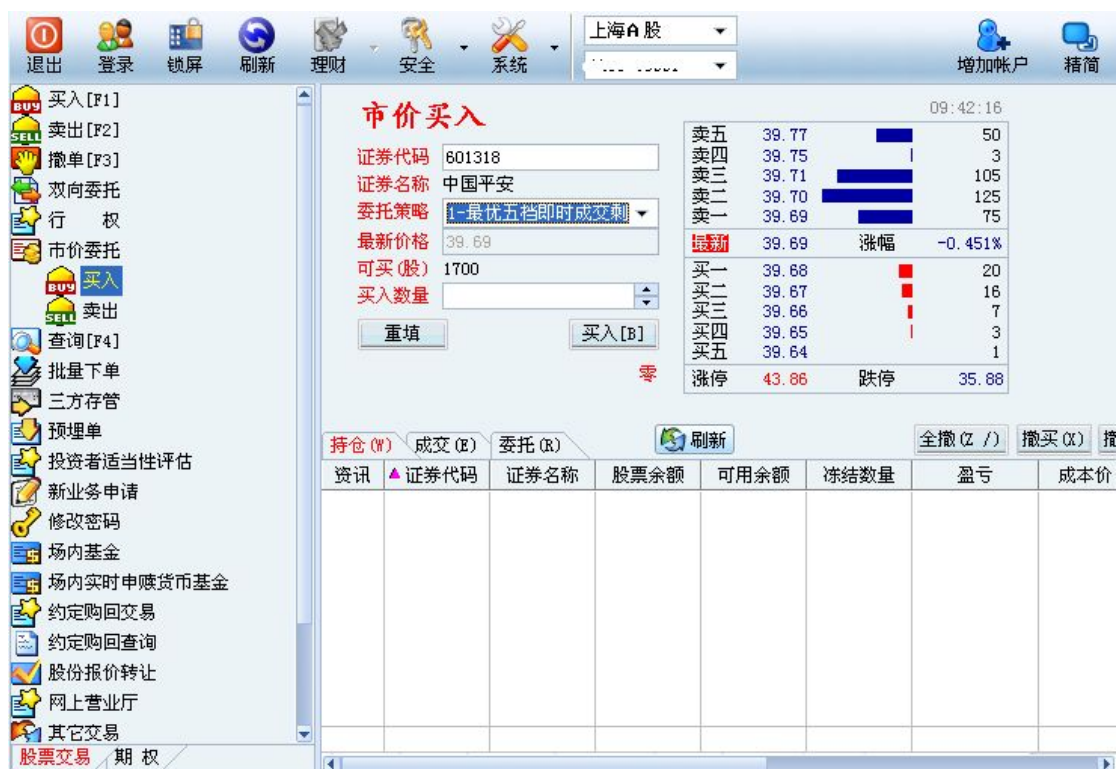 退出 登录 锁屏 刷新 理财 安全 系统 上海A股 增加帐户 精简
买入[F1]
卖出[F2]
撤单[F3]
双向委托
行 权
市价委托
买入
卖出
查询[F4]
批量下单
三方存管
预埋单
投资者适当性评估
新业务申请
修改密码
场内基金
场内实时申赎货币基金
约定购回交易
约定购回查询
股份报价转让
网上营业厅
其它交易
股票交易 期 权
市价买入
证券代码 601318
证券名称 中国平安
委托策略 1-最优五档即时成交剩
最新价格 39.69
可买(股) 1700
买入数量
重填 买入[B]
零
09:42:16
卖五 39.77 50
卖四 39.75 3
卖三 39.71 105
卖二 39.70 125
卖一 39.69 75
最新 39.69 涨幅 -0.451%
买一 39.68 20
买二 39.67 16
买三 39.66 7
买四 39.65 3
买五 39.64 1
涨停 43.86 跌停 35.88
持仓(W) 成交(E) 委托(R) 刷新 全撤(Z /) 撤买(X)
资讯 证券代码 证券名称 股票余额 可用余额 冻结数量 盈亏 成本价
BUY
SELL
BUY
SELL